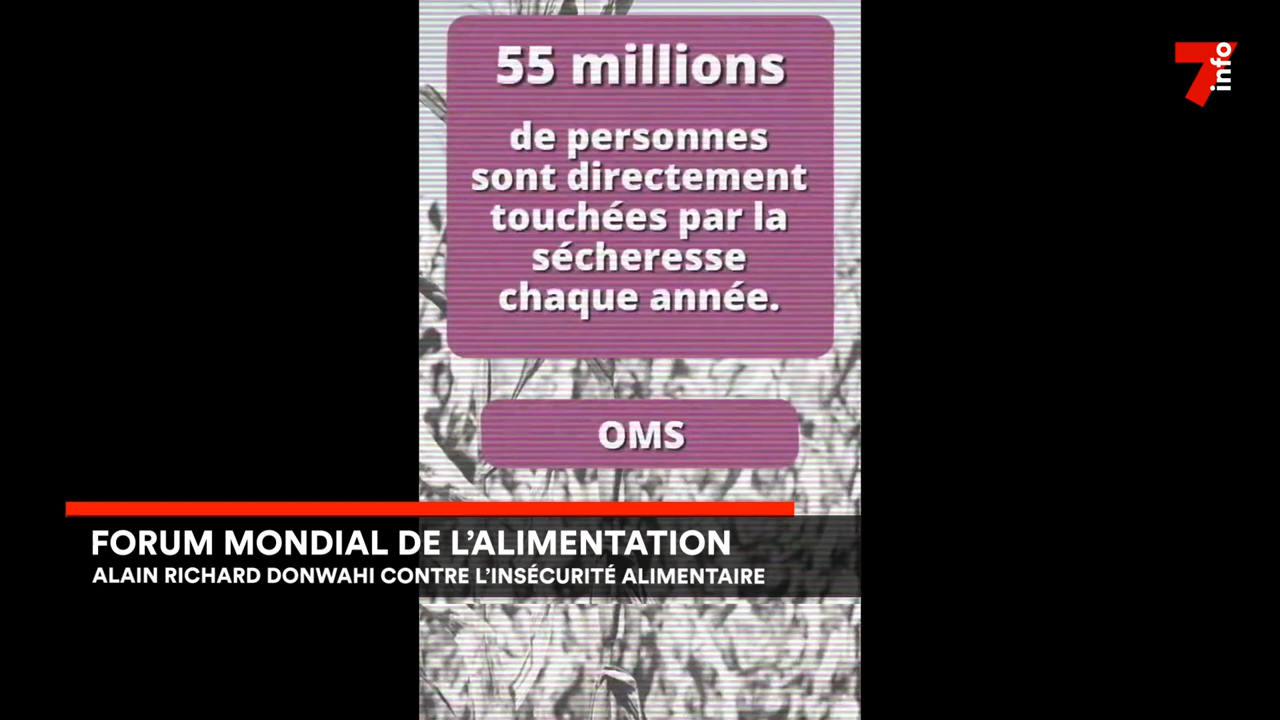 55 millions
de personnes
sont directement
touchées par la
sécheresse
chaque année.
OMS
7 info
FORUM MONDIAL DE L’ALIMENTATION
ALAIN RICHARD DONWAHI CONTRE L’INSÉCURITÉ ALIMENTAIRE